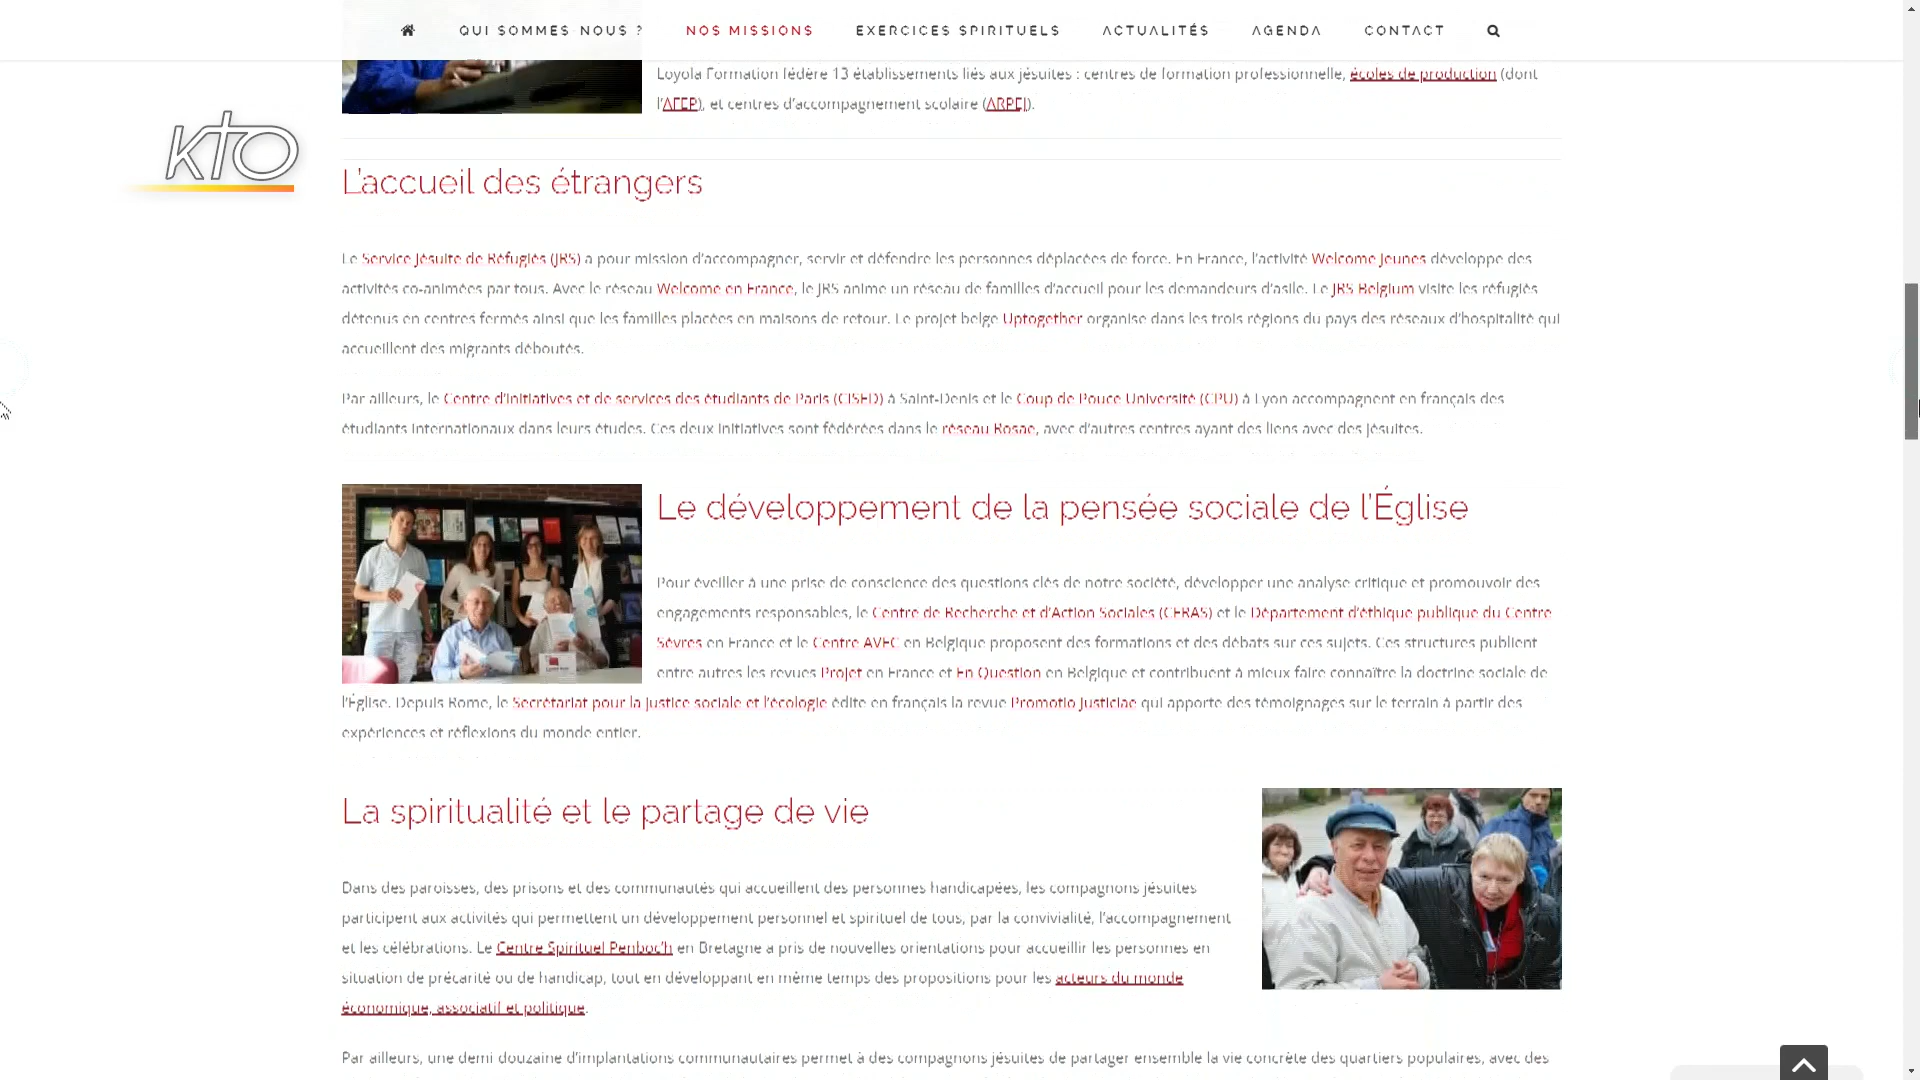 QUI SOMMES NOUS ? NOS MISSIONS EXERCICES SPIRITUELS ACTUALITÉS AGENDA CONTACT
Loyola Formation fédère 13 établissements liés aux jésuites : centres de formation professionnelle, écoles de production (dont
l'AFEP), et centres d'accompagnement scolaire (ARPEJ).
KTO
L'accueil des étrangers
Le Service Jésuite de Réfugiés (JRS) a pour mission d'accompagner, servir et défendre les personnes déplacées de force. En France, l'activité Welcome Jeunes développe des
activités co-animées par tous. Avec le réseau Welcome en France, le JRS anime un réseau de familles d'accueil pour les demandeurs d'asile. Le JRS Belgium visite les réfugiés
détenus en centres fermés ainsi que les familles placées en maisons de retour. Le projet belge Uptogether organise dans les trois régions du pays des réseaux d'hospitalité qui
accueillent des migrants déboutés.
Par ailleurs, le Centre d'initiatives et de services des étudiants de Paris (CISED) à Saint-Denis et le Coup de Pouce Université (CPU) à Lyon accompagnent en français des
étudiants internationaux dans leurs études. Ces deux initiatives sont fédérées dans le réseau Rosae, avec d'autres centres ayant des liens avec des jésuites.
Le développement de la pensée sociale de l'Église
Pour éveiller à une prise de conscience des questions clés de notre société, développer une analyse critique et promouvoir des
engagements responsables, le Centre de Recherche et d'Action Sociales (CERAS) et le Département d'éthique publique du Centre
Sèvres en France et le Centre AVEC en Belgique proposent des formations et des débats sur ces sujets. Ces structures publient
entre autres les revues Projet en France et En Question en Belgique et contribuent à mieux faire connaître la doctrine sociale de
l'Église. Depuis Rome, le Secrétariat pour la justice sociale et l'écologie édite en français la revue Promotio Justiciae qui apporte des témoignages sur le terrain à partir des
expériences et réflexions du monde entier.
La spiritualité et le partage de vie
Dans des paroisses, des prisons et des communautés qui accueillent des personnes handicapées, les compagnons jésuites
participent aux activités qui permettent un développement personnel et spirituel de tous, par la convivialité, l'accompagnement
et les célébrations. Le Centre Spirituel Penboc'h en Bretagne a pris de nouvelles orientations pour accueillir les personnes en
situation de précarité ou de handicap, tout en développant en même temps des propositions pour les acteurs du monde
économique, associatif et politique.
Par ailleurs, une demi douzaine d'implantations communautaires permet à des compagnons jésuites de partager ensemble la vie concrète des quartiers populaires, avec des